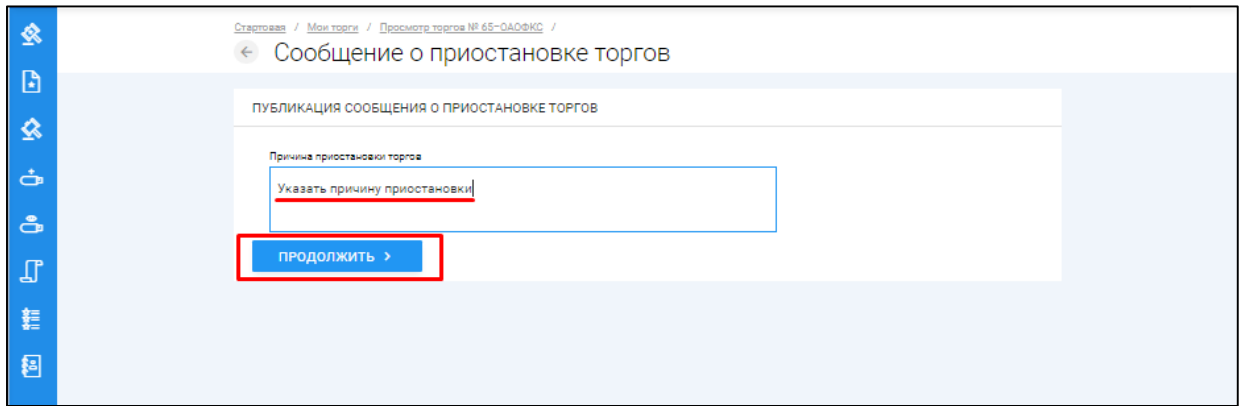 Стартовая / Мои торги / Просмотр торгов № 65-ОАОФКС /
Сообщение о приостановке торгов
ПУБЛИКАЦИЯ СООБЩЕНИЯ О ПРИОСТАНОВКЕ ТОРГОВ
Причина приостановки торгов
Указать причину приостановки
ПРОДОЛЖИТЬ >